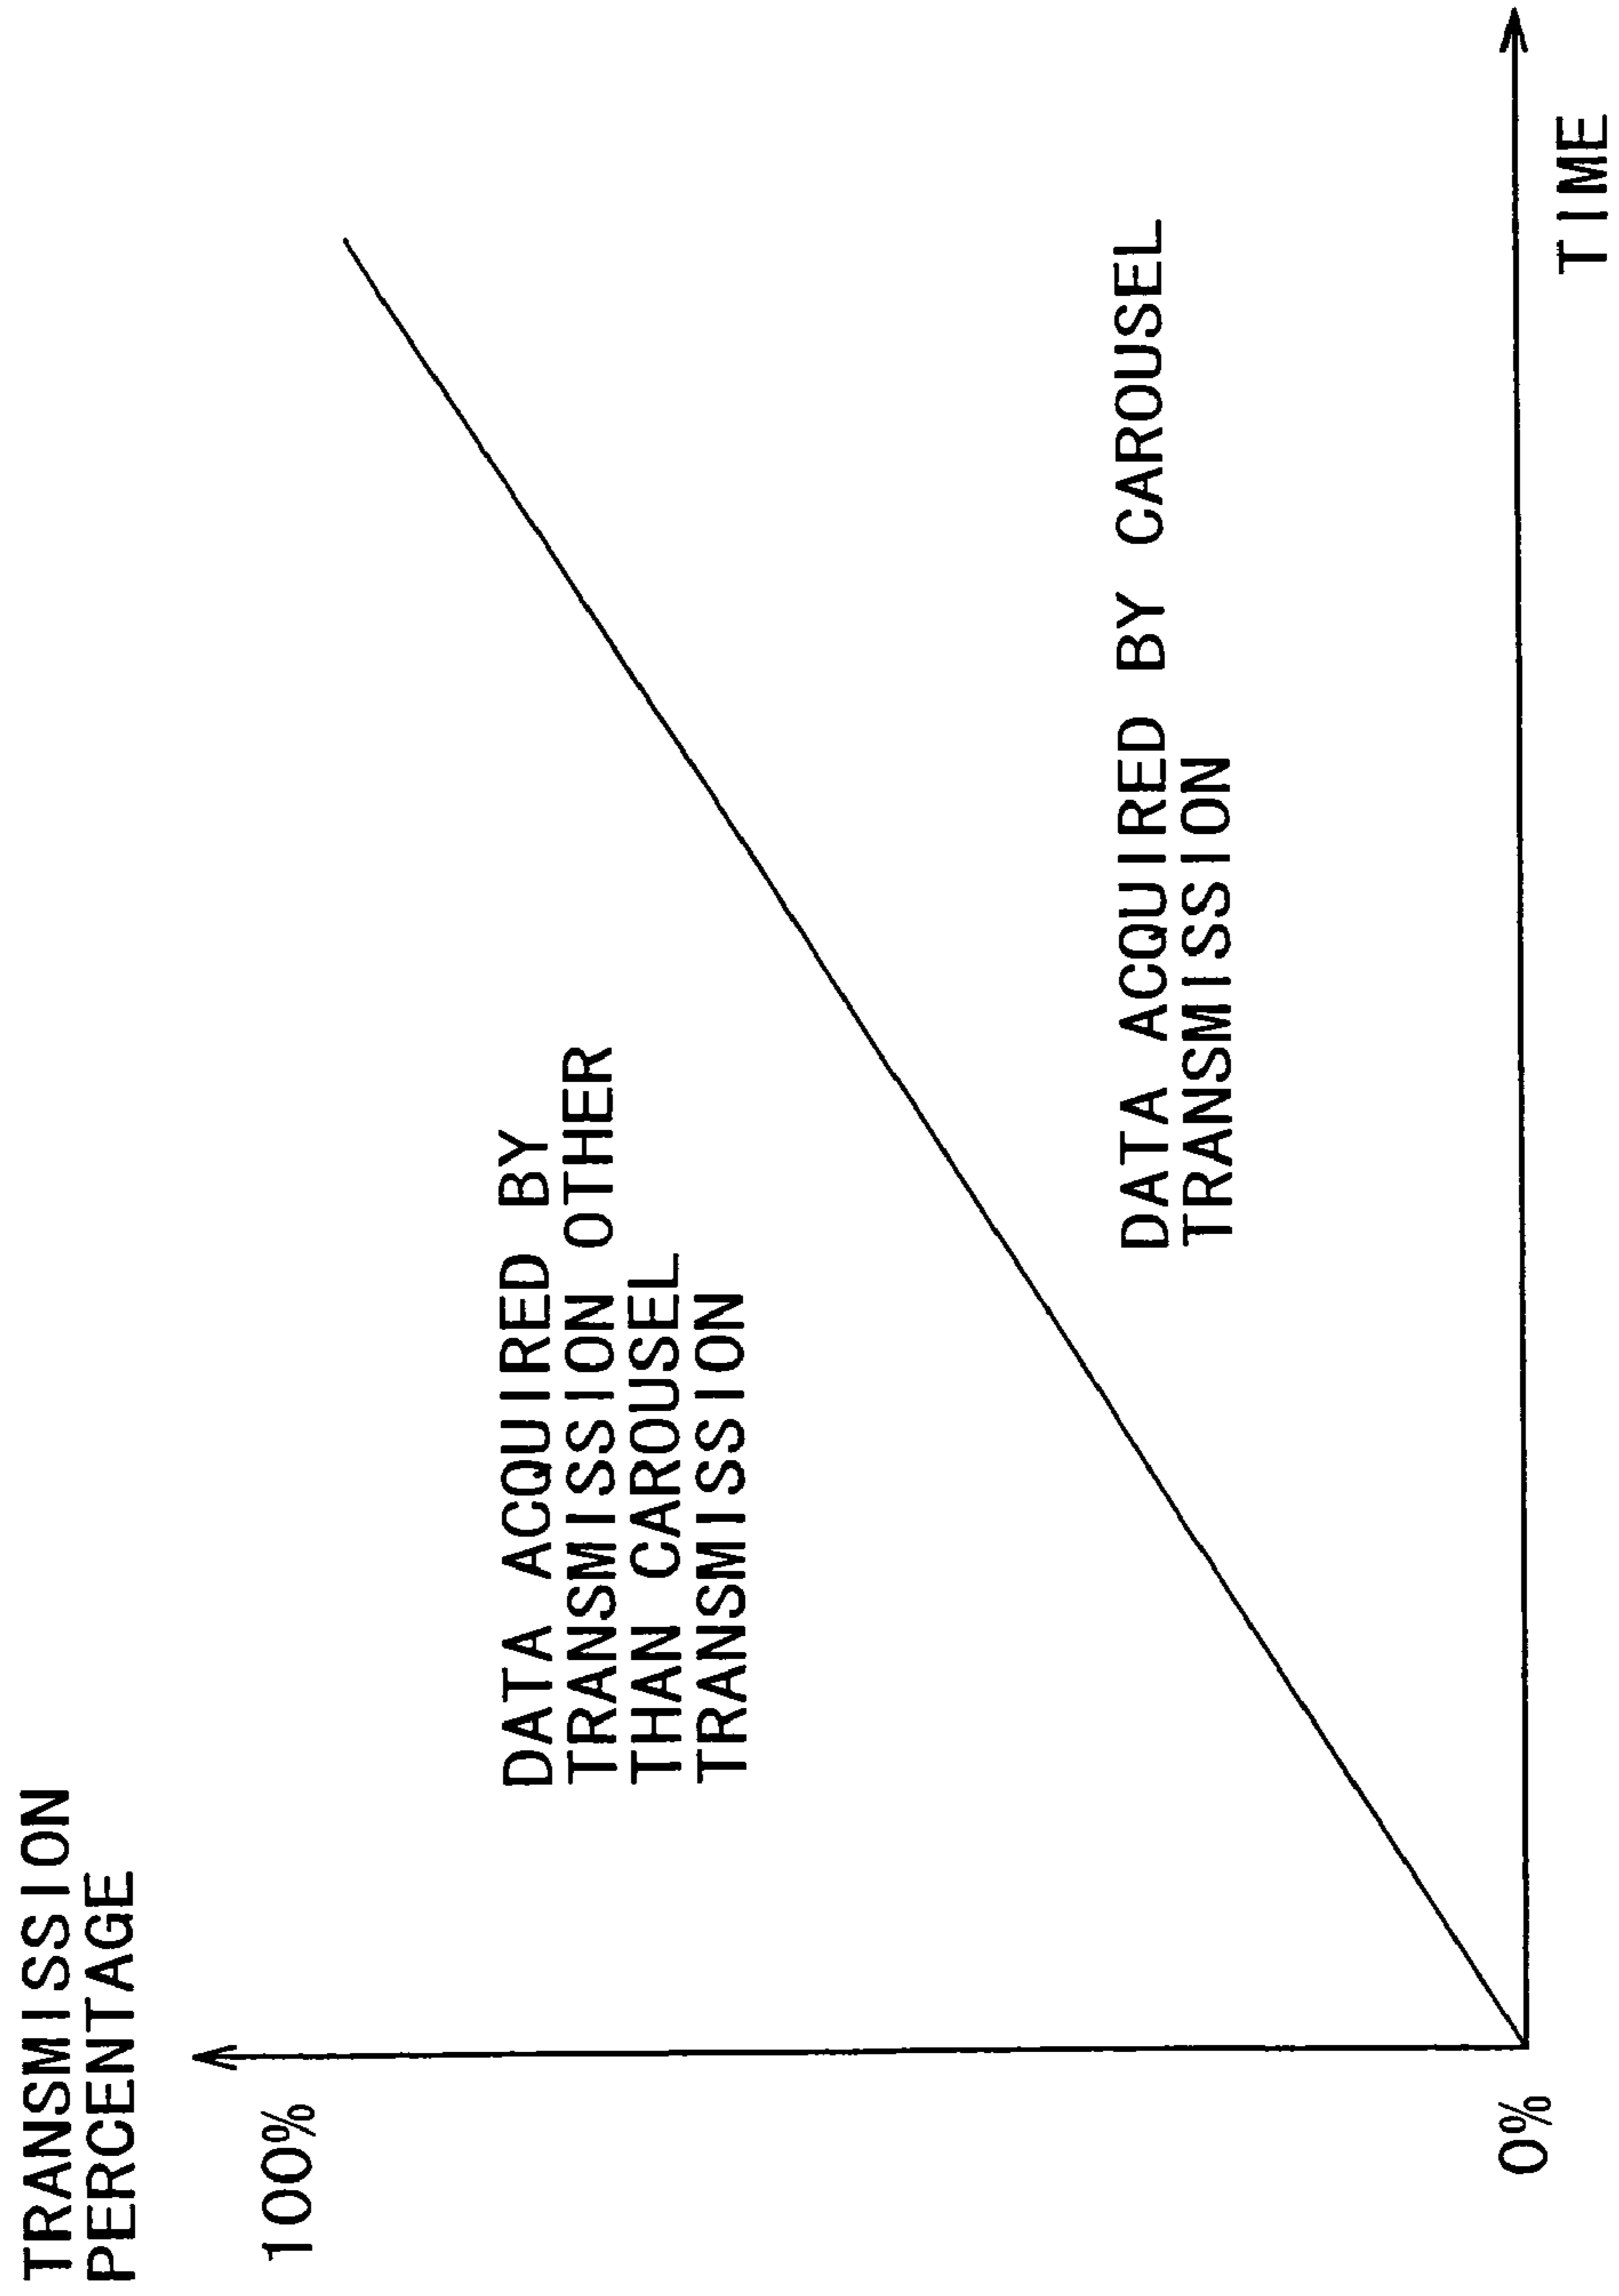 TRANSMISSION
PERCENTAGE
100%
DATA ACQUIRED BY
TRANSMISSION OTHER
THAN CAROUSEL
TRANSMISSION
DATA ACQUIRED BY CAROUSEL
TRANSMISSION
0%
TIME